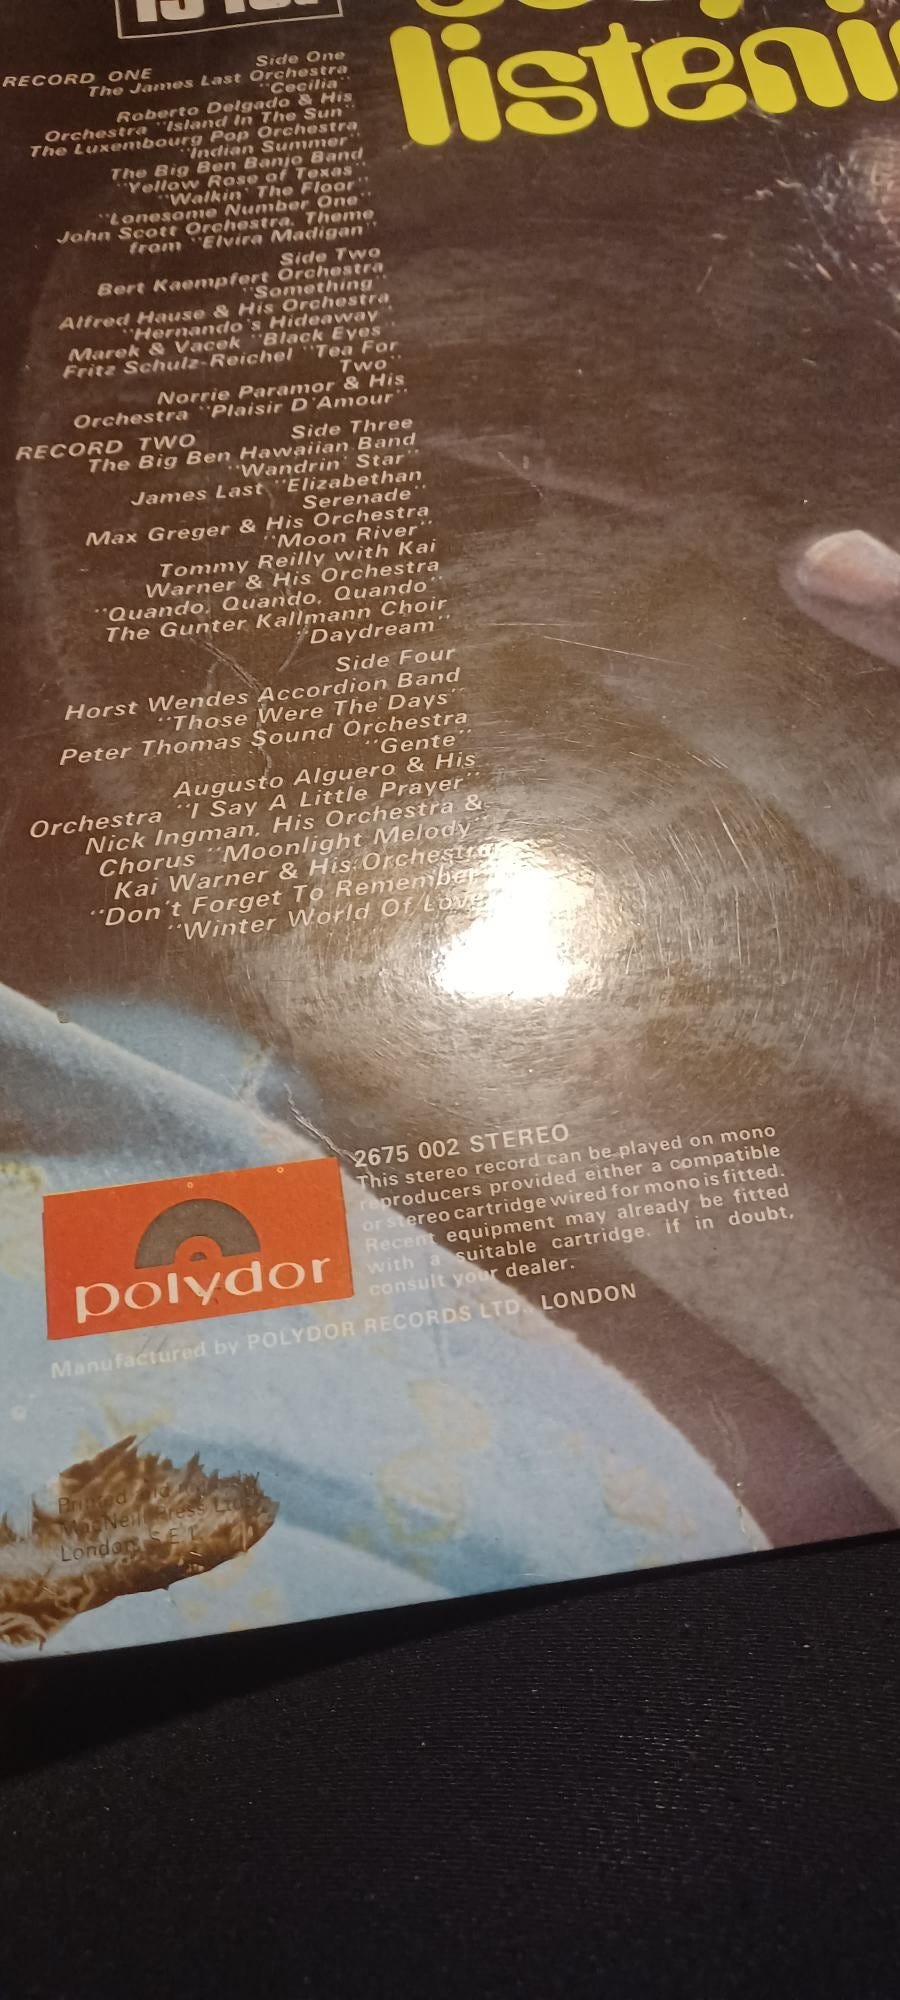 listeni
RECORD ONE Side One
The James Last Orchestra
"Cecilia"
Roberto Delgado & His
Orchestra "Island In The Sun"
The Luxembourg Pop Orchestra
"Indian Summer"
The Big Ben Banjo Band
"Yellow Rose of Texas"
"Walkin' The Floor"
"Lonesome Number One"
John Scott Orchestra, Theme
from "Elvira Madigan"
Side Two
Bert Kaempfert Orchestra
"Something"
Alfred Hause & His Orchestra
"Hernando's Hideaway"
Marek & Vacek "Black Eyes"
Fritz Schulz-Reichel "Tea For
Two"
Norrie Paramor & His
Orchestra "Plaisir D'Amour"
RECORD TWO Side Three
The Big Ben Hawaiian Band
"Wandrin' Star"
James Last "Elizabethan
Serenade"
Max Greger & His Orchestra
"Moon River"
Tommy Reilly with Kai
Warner & His Orchestra
"Quando, Quando, Quando"
The Gunter Kallmann Choir
"Daydream"
Side Four
Horst Wendes Accordion Band
"Those Were The Days"
Peter Thomas Sound Orchestra
"Gente"
Augusto Alguero & His
Orchestra "I Say A Little Prayer"
Nick Ingman, His Orchestra &
Chorus "Moonlight Melody"
Kai Warner & His Orchestra
"Don't Forget To Remember"
"Winter World Of Love"
2675 002 STEREO
This stereo record can be played on mono
reproducers provided either a compatible
or stereo cartridge wired for mono is fitted.
Recent equipment may already be fitted
with a suitable cartridge. if in doubt,
consult your dealer.
polydor
Manufactured by POLYDOR RECORDS LTD., LONDON
Printed by
MacNeill Press Ltd
London S.E.1.